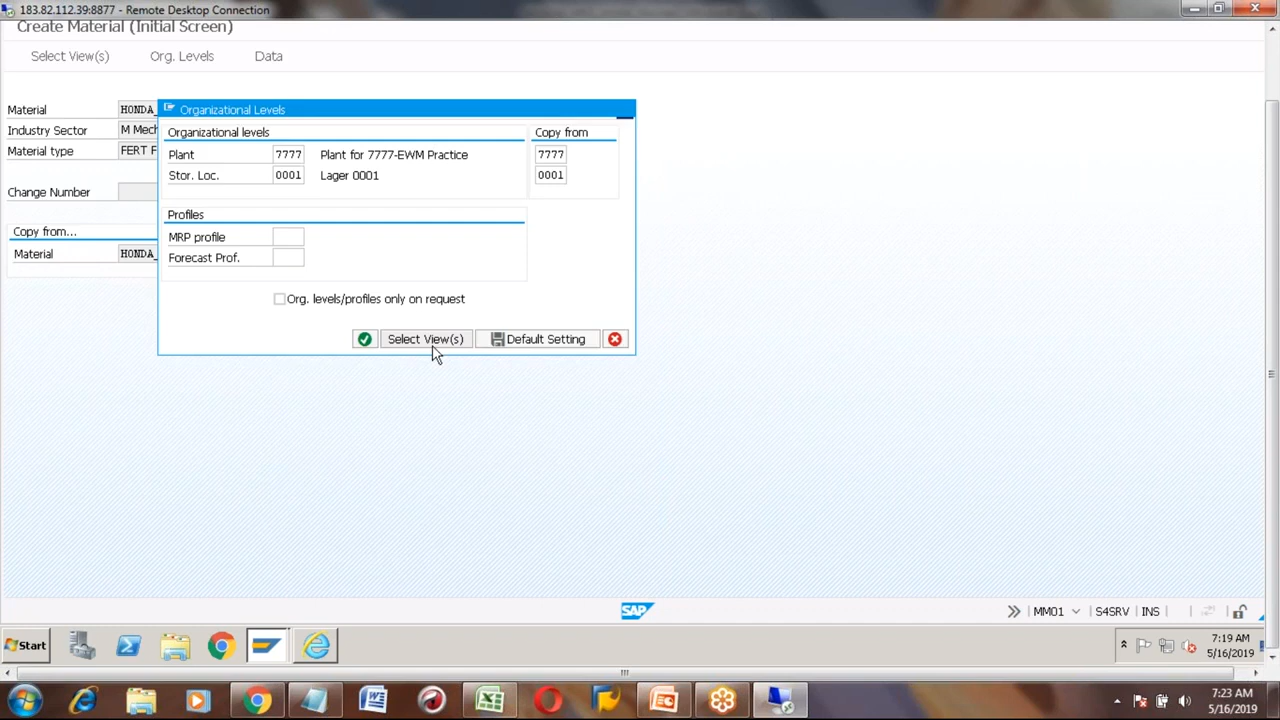 183.82.112.39:8877 - Remote Desktop Connection
Create Material (Initial Screen)
Select View(s) Org. Levels Data
Material HONDA_
Industry Sector M Mech
Material type FERT F
Change Number
Copy from...
Material HONDA_
Organizational Levels
Organizational levels Copy from
Plant 7777 Plant for 7777-EWM Practice 7777
Stor. Loc. 0001 Lager 0001 0001
Profiles
MRP profile
Forecast Prof.
Org. levels/profiles only on request
Select View(s) Default Setting
SAP
MM01 S4SRV INS
Start
7:19 AM
5/16/2019
7:23 AM
5/16/2019